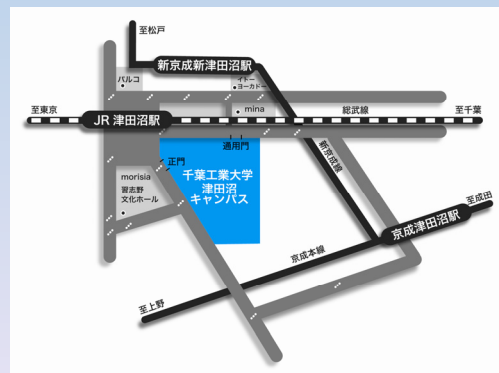 至松戸
新京成新津田沼駅
パルコ
イトー
ヨーカドー
mina
総武線
至東京
JR 津田沼駅
至千葉
通用門
新京成線
正門
千葉工業大学
津田沼
キャンパス
morisia
習志野
文化ホール
至成田
京成津田沼駅
京成本線
至上野